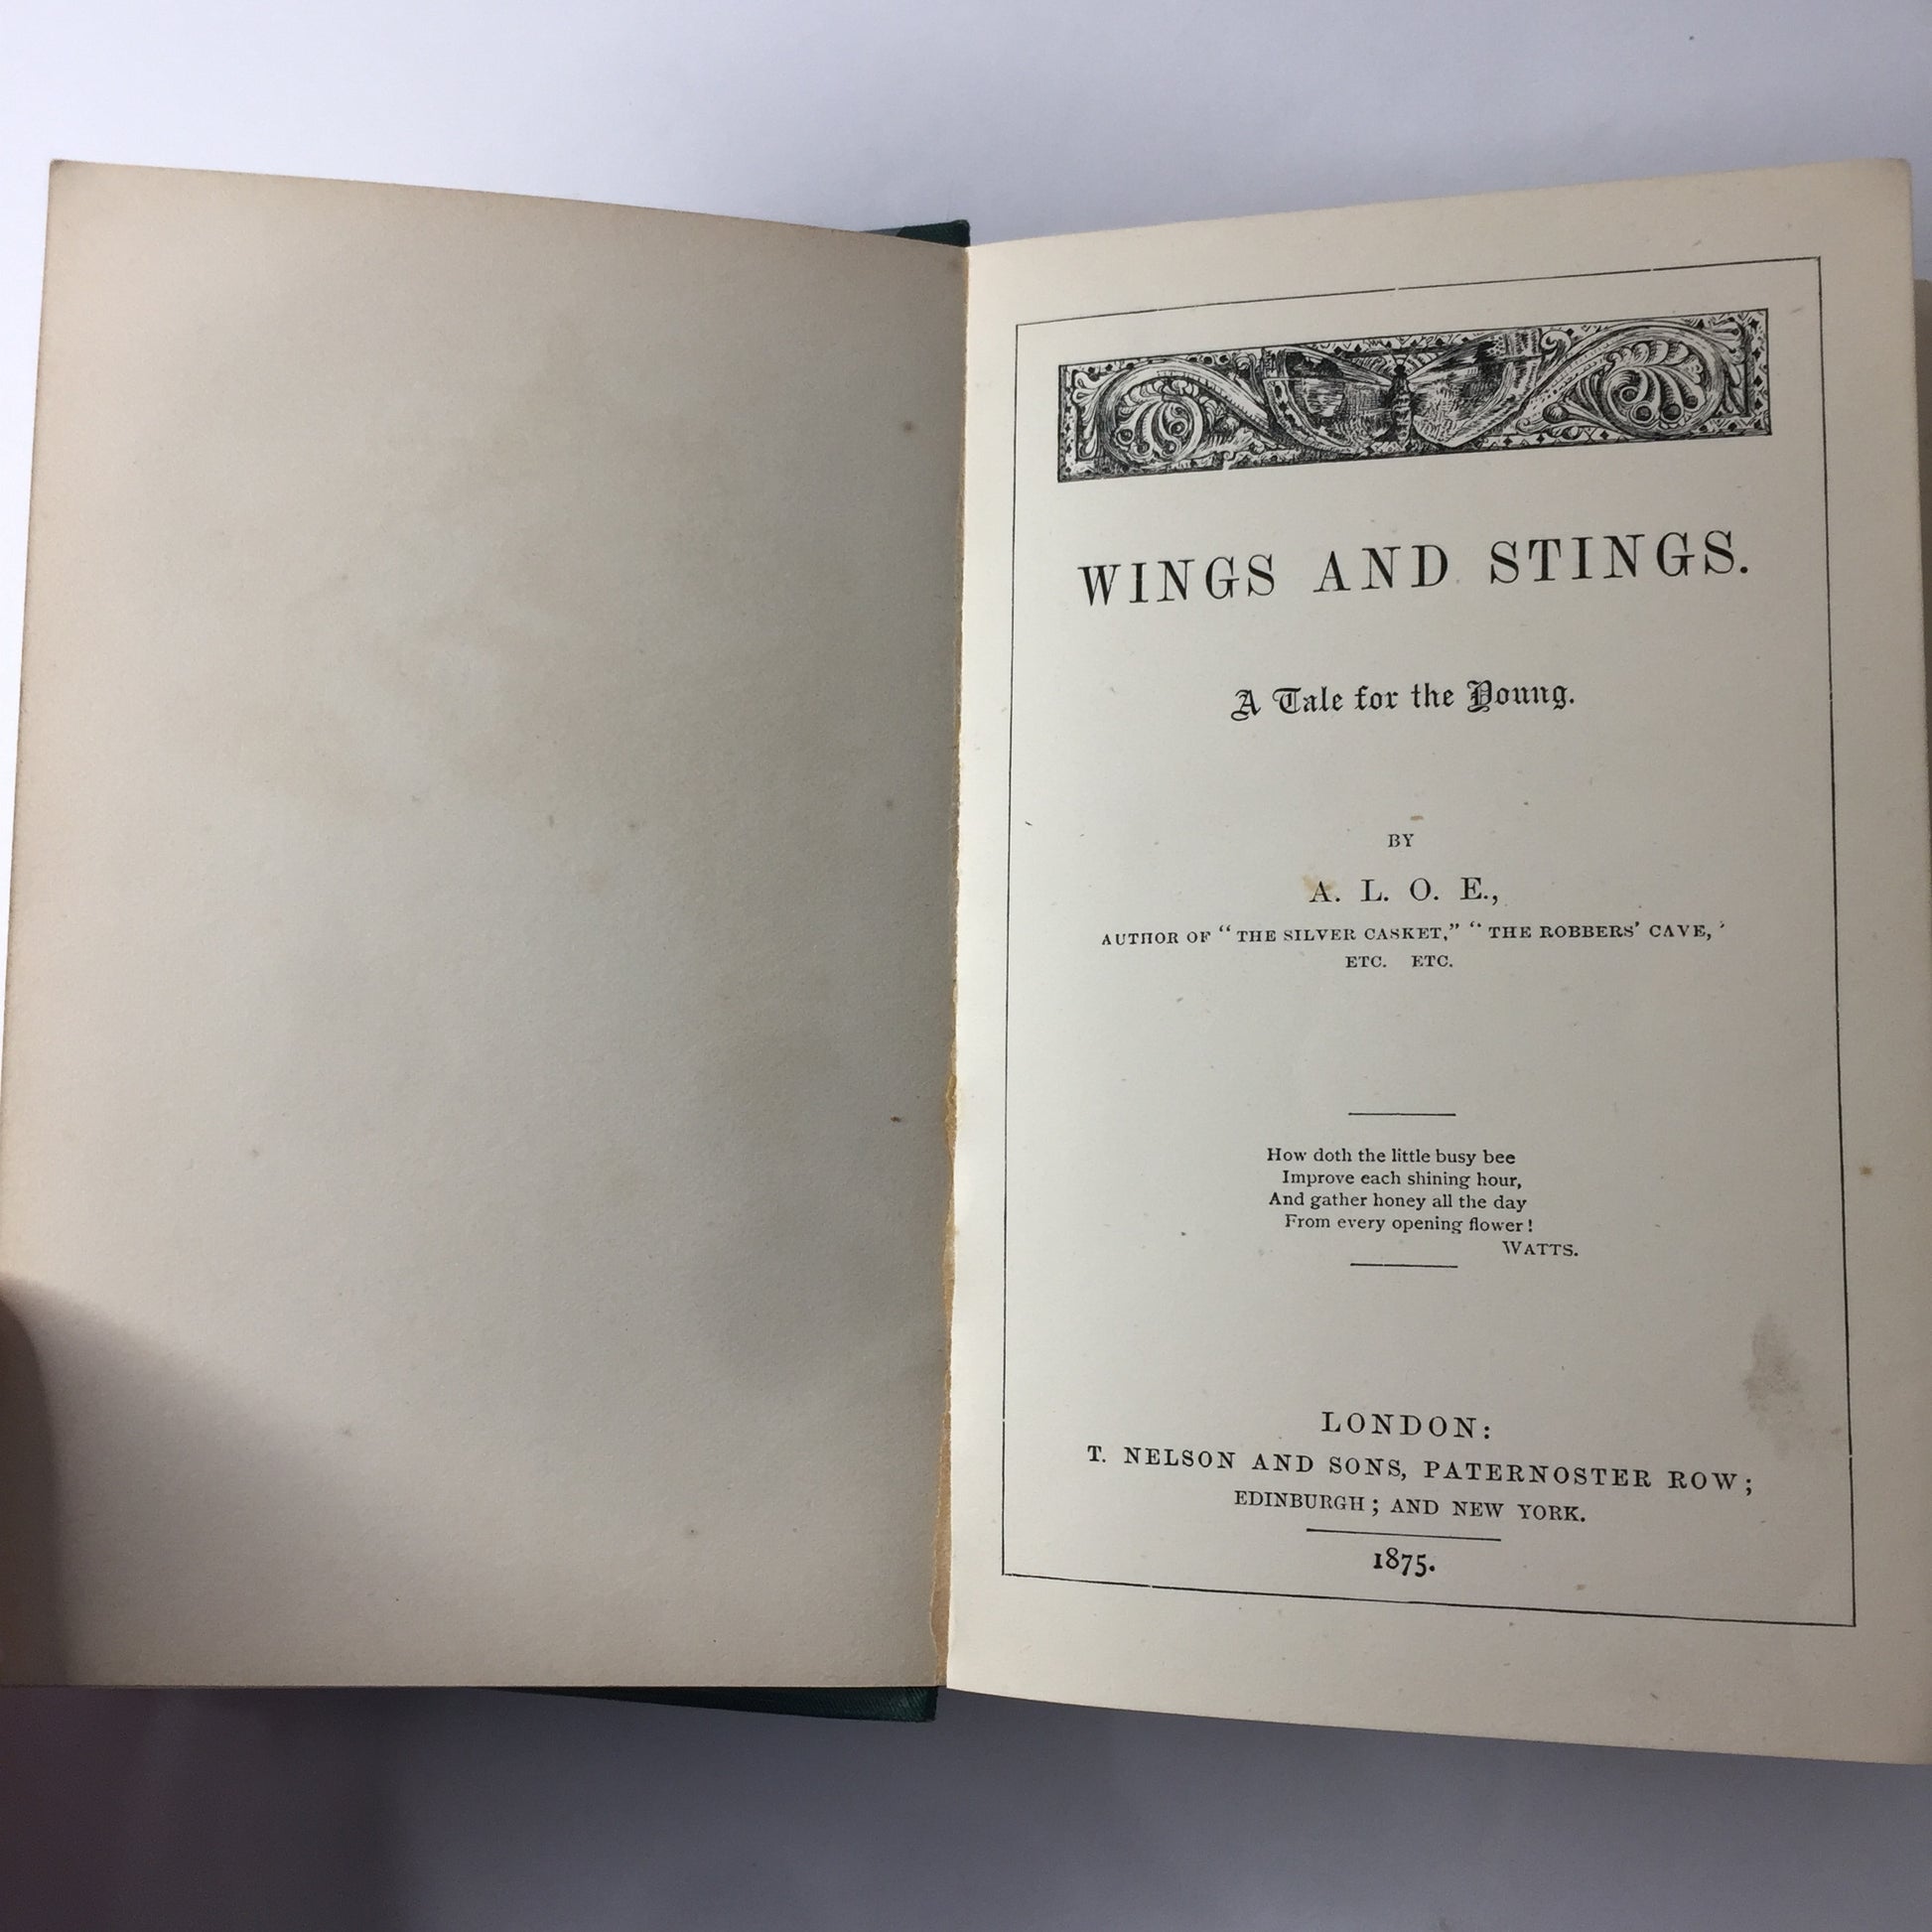 WINGS AND STINGS.
A Tale for the Young.
BY
A. L. O. E.,
AUTHOR OF "THE SILVER CASKET," "THE ROBBERS' CAVE,'
ETC. ETC.
How doth the little busy bee
Improve each shining hour,
And gather honey all the day
From every opening flower!
WATTS.
LONDON:
T. NELSON AND SONS, PATERNOSTER ROW;
EDINBURGH; AND NEW YORK.
1875.